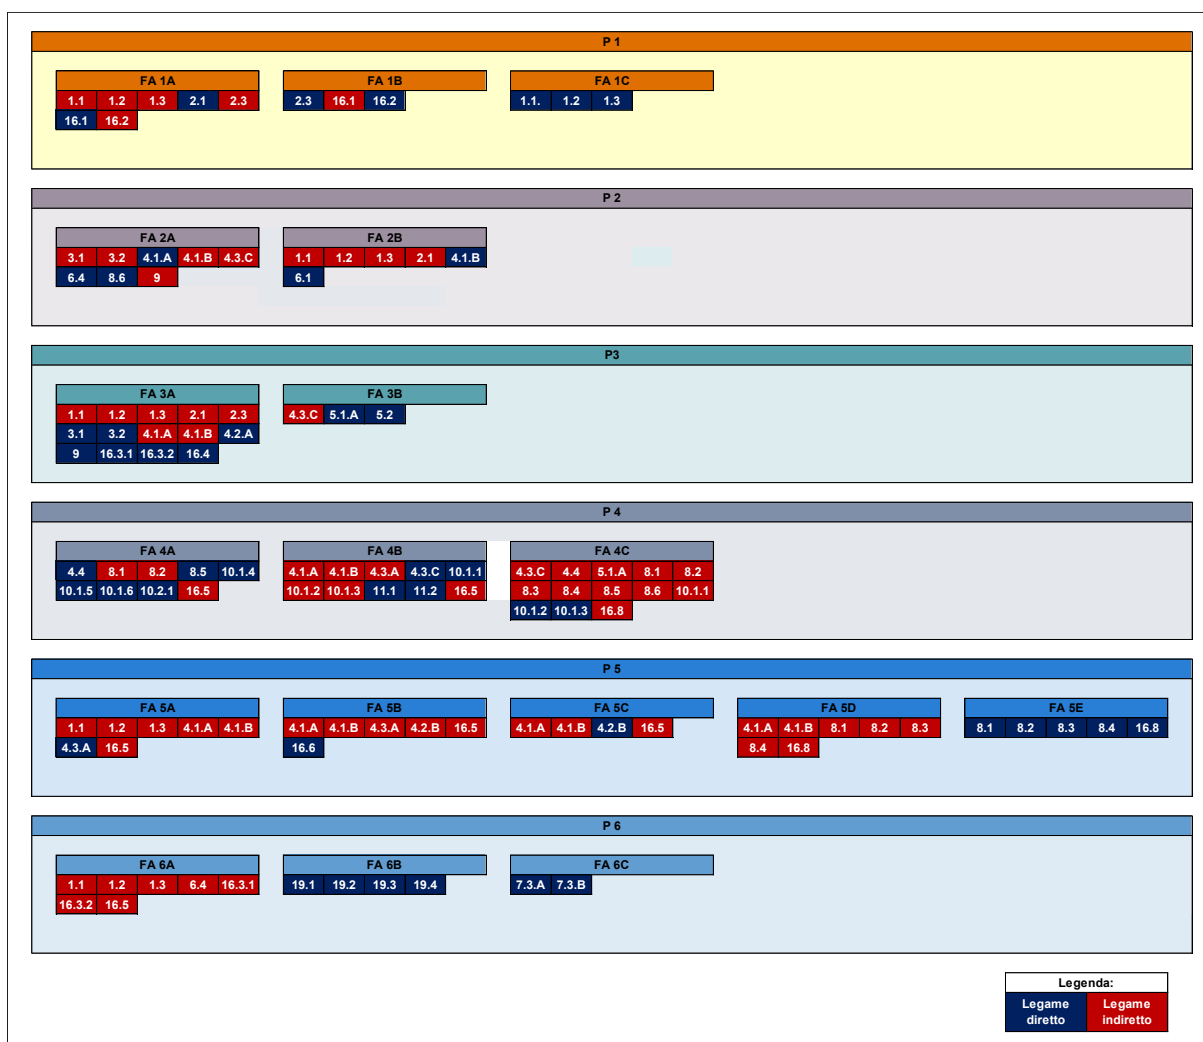 P 1
FA 1A FA 1B FA 1C
1.1 1.2 1.3 2.1 2.3 2.3 16.1 16.2 1.1. 1.2 1.3
16.1 16.2
P 2
FA 2A FA 2B
3.1 3.2 4.1.A 4.1.B 4.3.C 1.1 1.2 1.3 2.1 4.1.B
6.4 8.6 9 6.1
P3
FA 3A FA 3B
1.1 1.2 1.3 2.1 2.3 4.3.C 5.1.A 5.2
3.1 3.2 4.1.A 4.1.B 4.2.A
9 16.3.1 16.3.2 16.4
P 4
FA 4A FA 4B FA 4C
4.4 8.1 8.2 8.5 10.1.4 4.1.A 4.1.B 4.3.A 4.3.C 10.1.1 4.3.C 4.4 5.1.A 8.1 8.2
10.1.5 10.1.6 10.2.1 16.5 10.1.2 10.1.3 11.1 11.2 16.5 8.3 8.4 8.5 8.6 10.1.1
10.1.2 10.1.3 16.8
P 5
FA 5A FA 5B FA 5C FA 5D FA 5E
1.1 1.2 1.3 4.1.A 4.1.B 4.1.A 4.1.B 4.3.A 4.2.B 16.5 4.1.A 4.1.B 4.2.B 16.5 4.1.A 4.1.B 8.1 8.2 8.3 8.1 8.2 8.3 8.4 16.8
4.3.A 16.5 16.6 8.4 16.8
P 6
FA 6A FA 6B FA 6C
1.1 1.2 1.3 6.4 16.3.1 19.1 19.2 19.3 19.4 7.3.A 7.3.B
16.3.2 16.5
Legenda:
Legame Legame
diretto indiretto